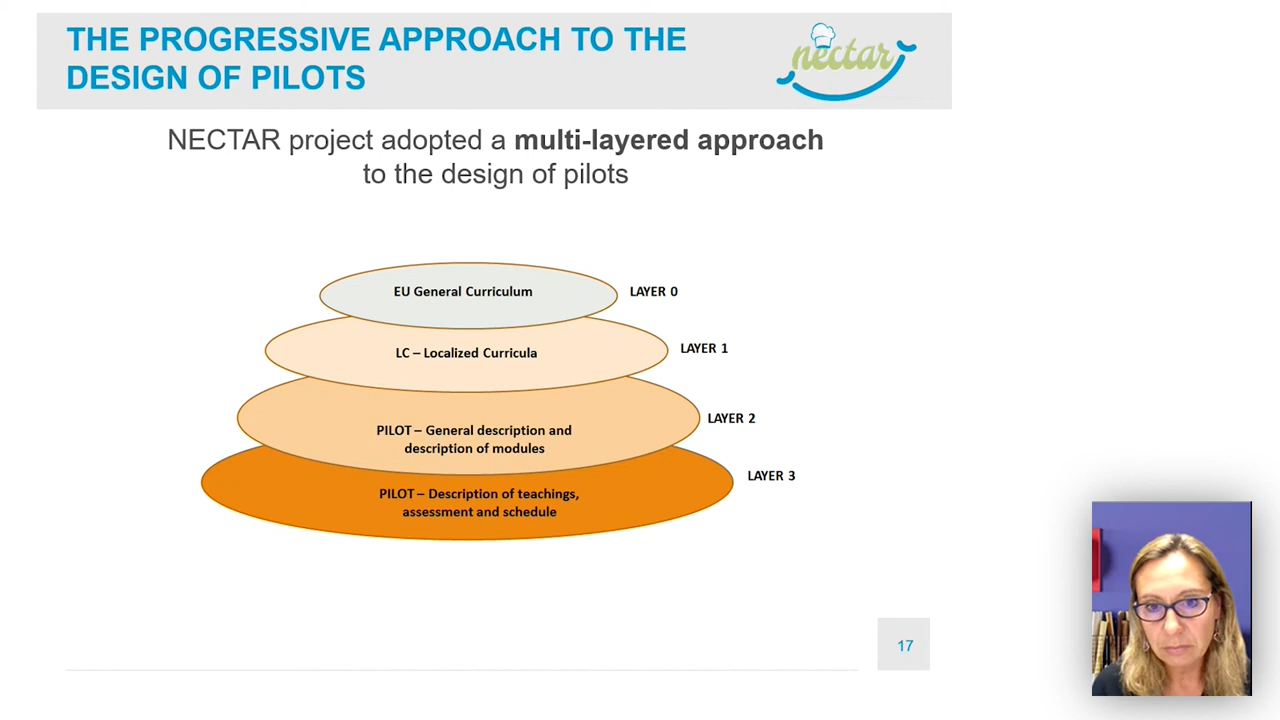 THE PROGRESSIVE APPROACH TO THE
DESIGN OF PILOTS
nectar
NECTAR project adopted a multi-layered approach
to the design of pilots
EU General Curriculum
LAYER 0
LC – Localized Curricula
LAYER 1
PILOT – General description and
description of modules
LAYER 2
PILOT – Description of teachings,
assessment and schedule
LAYER 3
17